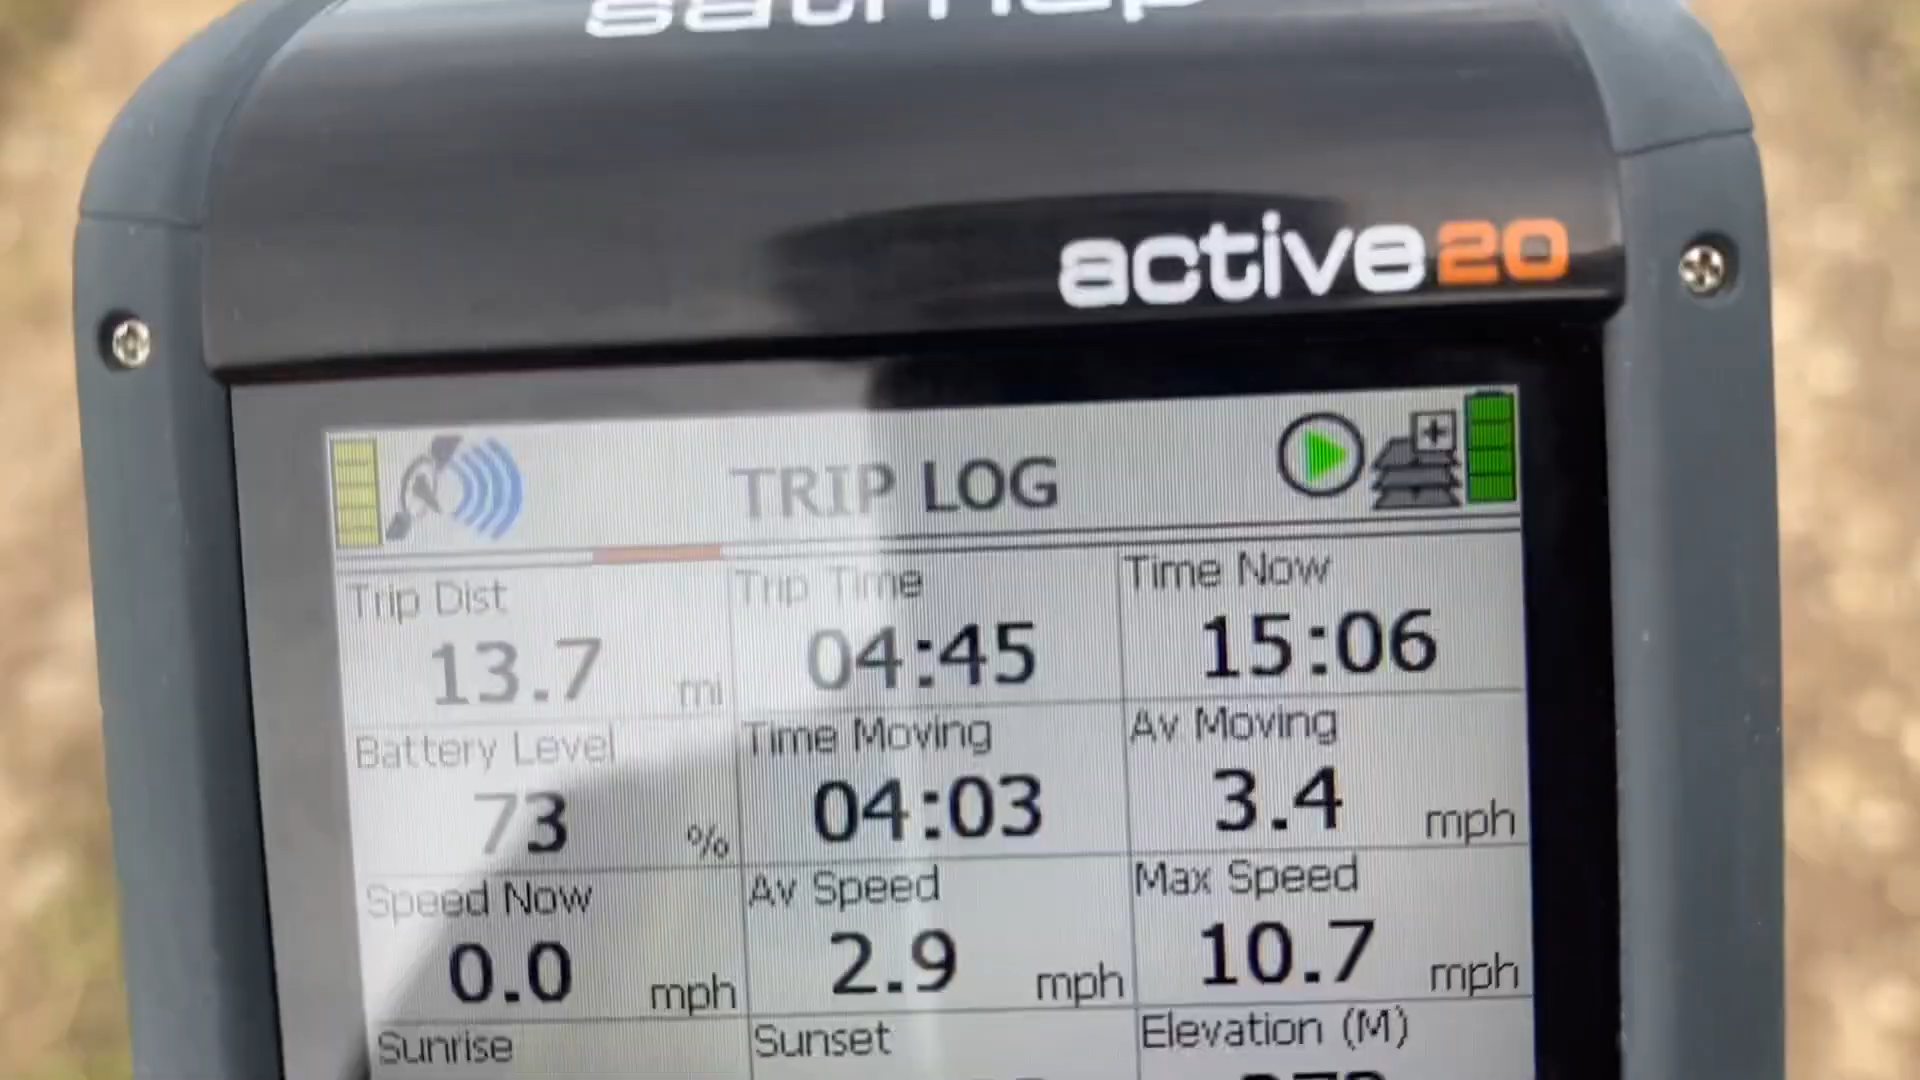 satmap
active20
TRIP LOG
Trip Dist
13.7 mi
Trip Time
04:45
Time Now
15:06
Battery Level
73 %
Time Moving
04:03
Av Moving
3.4 mph
Speed Now
0.0 mph
Av Speed
2.9 mph
Max Speed
10.7 mph
Sunrise
Sunset
Elevation (M)